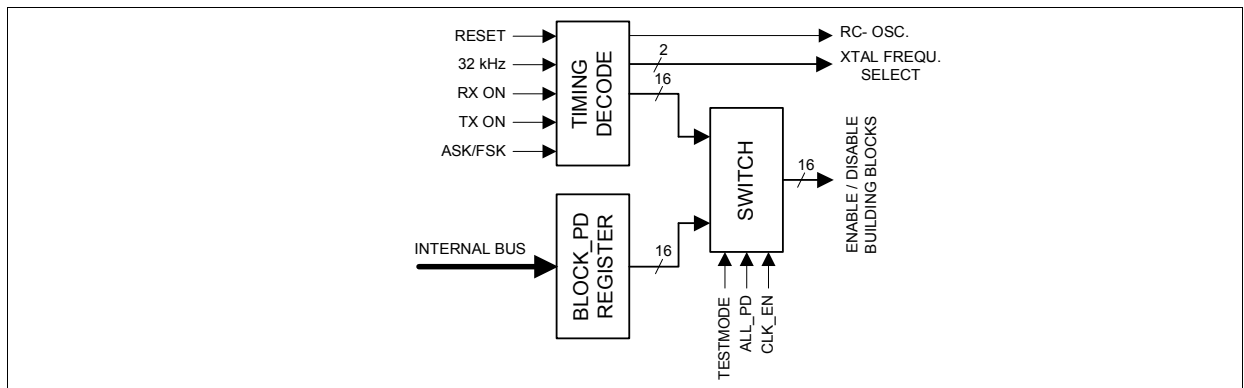 RESET
32 kHz
RX ON
TX ON
ASK/FSK
TIMING
DECODE
RC- OSC.
2
XTAL FREQU.
SELECT
16
SWITCH
16
ENABLE / DISABLE
BUILDING BLOCKS
INTERNAL BUS
BLOCK_PD
REGISTER
16
TESTMODE
ALL_PD
CLK_EN